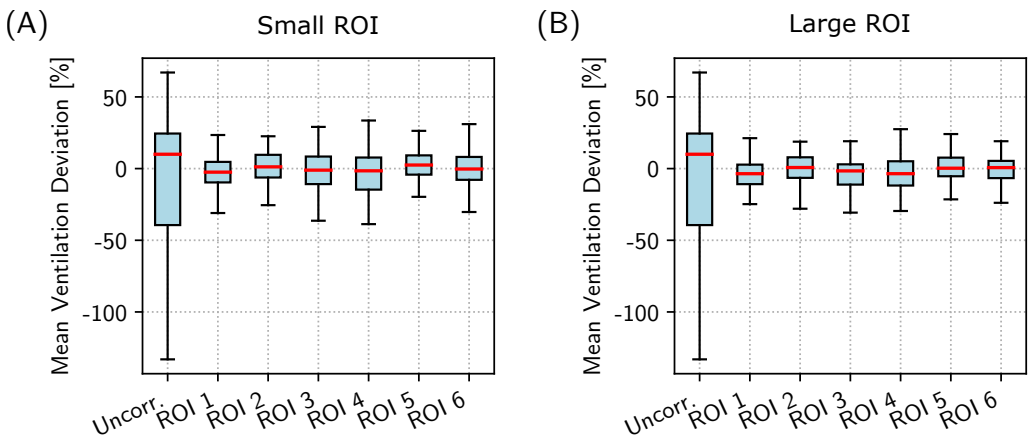 (A)
Small ROI
Mean Ventilation Deviation [%]
50
0
-50
-100
Uncorr.
ROI 1
ROI 2
ROI 3
ROI 4
ROI 5
ROI 6
(B)
Large ROI
Mean Ventilation Deviation [%]
50
0
-50
-100
Uncorr.
ROI 1
ROI 2
ROI 3
ROI 4
ROI 5
ROI 6